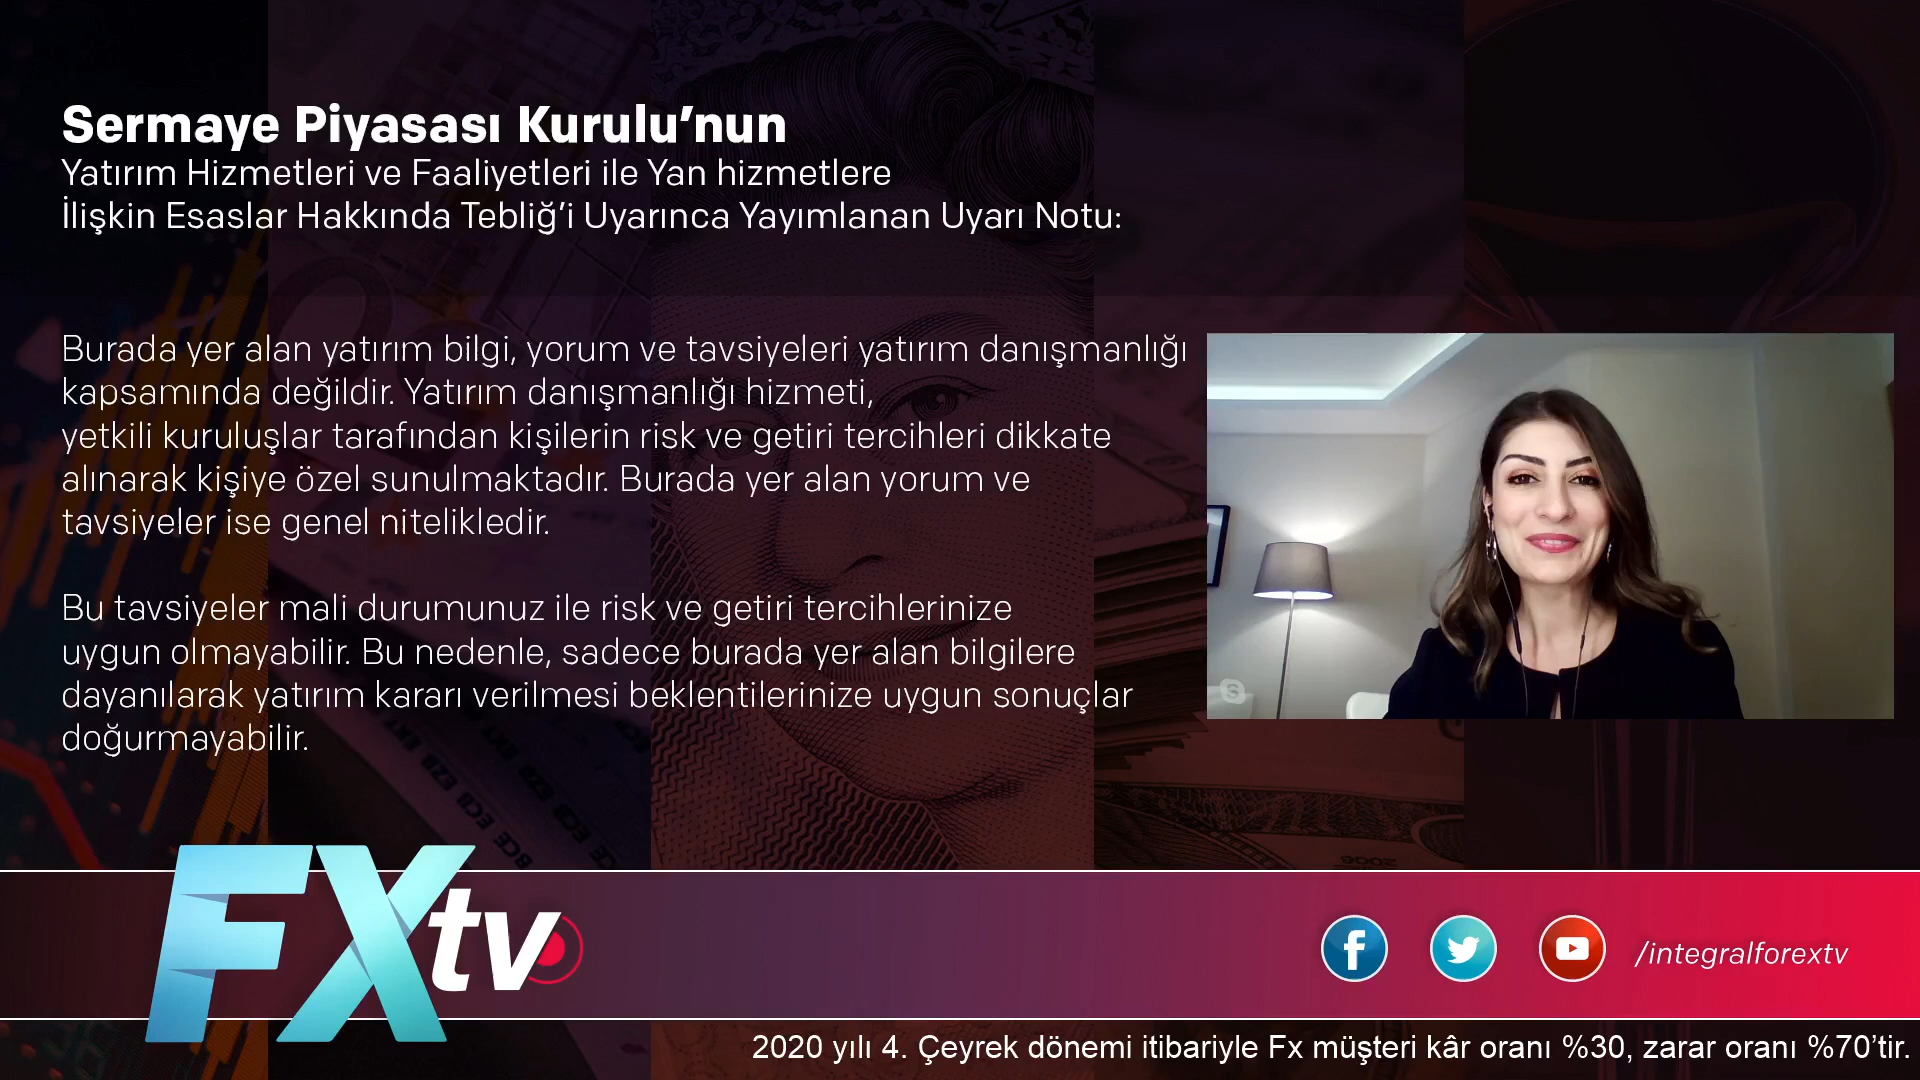 Sermaye Piyasası Kurulu’nun
Yatırım Hizmetleri ve Faaliyetleri ile Yan hizmetlere
İlişkin Esaslar Hakkında Tebliğ’i Uyarınca Yayımlanan Uyarı Notu:
Burada yer alan yatırım bilgi, yorum ve tavsiyeleri yatırım danışmanlığı
kapsamında değildir. Yatırım danışmanlığı hizmeti,
yetkili kuruluşlar tarafından kişilerin risk ve getiri tercihleri dikkate
alınarak kişiye özel sunulmaktadır. Burada yer alan yorum ve
tavsiyeler ise genel nitelikledir.
Bu tavsiyeler mali durumunuz ile risk ve getiri tercihlerinize
uygun olmayabilir. Bu nedenle, sadece burada yer alan bilgilere
dayanılarak yatırım kararı verilmesi beklentilerinize uygun sonuçlar
doğurmayabilir.
BCE ECB EZB EKT
FXtv
/integralforextv
2020 yılı 4. Çeyrek dönemi itibariyle Fx müşteri kâr oranı %30, zarar oranı %70’tir.